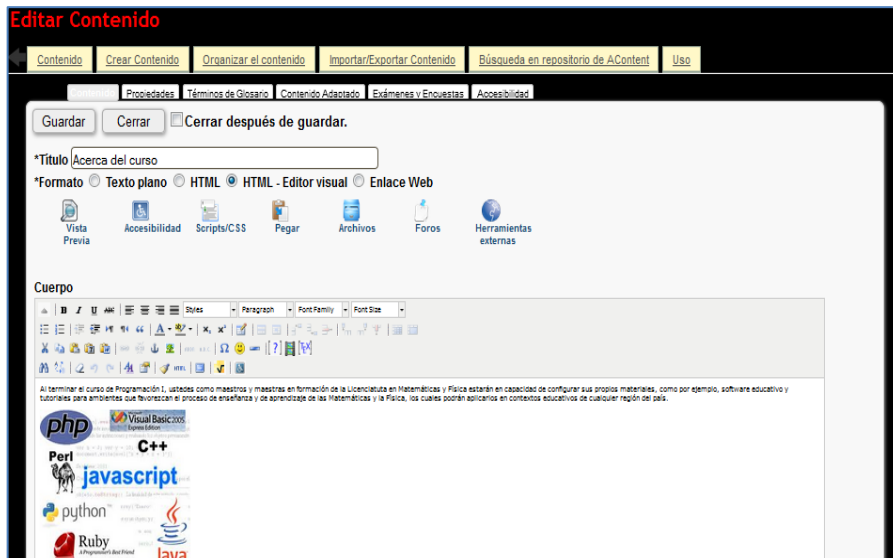 Editar Contenido
Contenido Crear Contenido Organizar el contenido Importar/Exportar Contenido Búsqueda en repositorio de AContent Uso
Contenido Propiedades Términos de Glosario Contenido Adaptado Exámenes y Encuestas Accesibilidad
Guardar Cerrar Cerrar después de guardar.
*Título Acerca del curso
*Formato Texto plano HTML HTML - Editor visual Enlace Web
Vista Previa Accesibilidad Scripts/CSS Pegar Archivos Foros Herramientas externas
Cuerpo
B I U ABC Styles Paragraph Font Family Font Size
Al terminar el curso de Programación I, ustedes como maestros y maestras en formación de la Licenciatuta en Matemáticas y Física estarán en capacidad de configurar sus propios materiales, como por ejemplo, software educativo y
tutoriales para ambientes que favorezcan el proceso de enseñanza y de aprendizaje de las Matemáticas y la Física, los cuales podrán aplicarlos en contextos educativos de cualquier región del país.
php Visual Basic 2005
Express Edition
C++
Perl
javascript
python
Ruby
A Programmer's Best Friend
Java